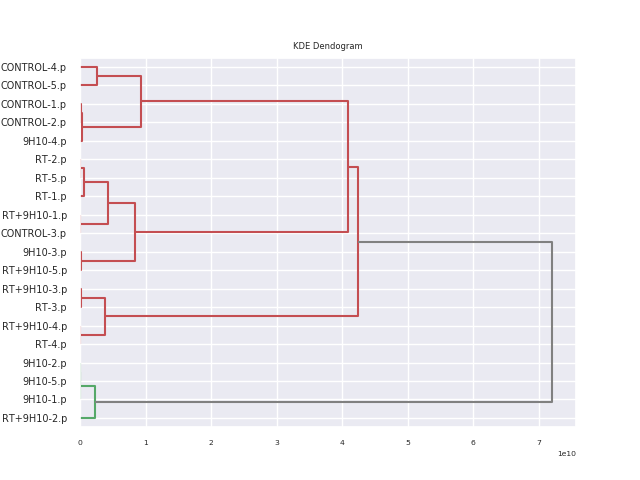 KDE Dendogram
CONTROL-4.p
CONTROL-5.p
CONTROL-1.p
CONTROL-2.p
9H10-4.p
RT-2.p
RT-5.p
RT-1.p
RT+9H10-1.p
CONTROL-3.p
9H10-3.p
RT+9H10-5.p
RT+9H10-3.p
RT-3.p
RT+9H10-4.p
RT-4.p
9H10-2.p
9H10-5.p
9H10-1.p
RT+9H10-2.p
0 1 2 3 4 5 6 7
1e10